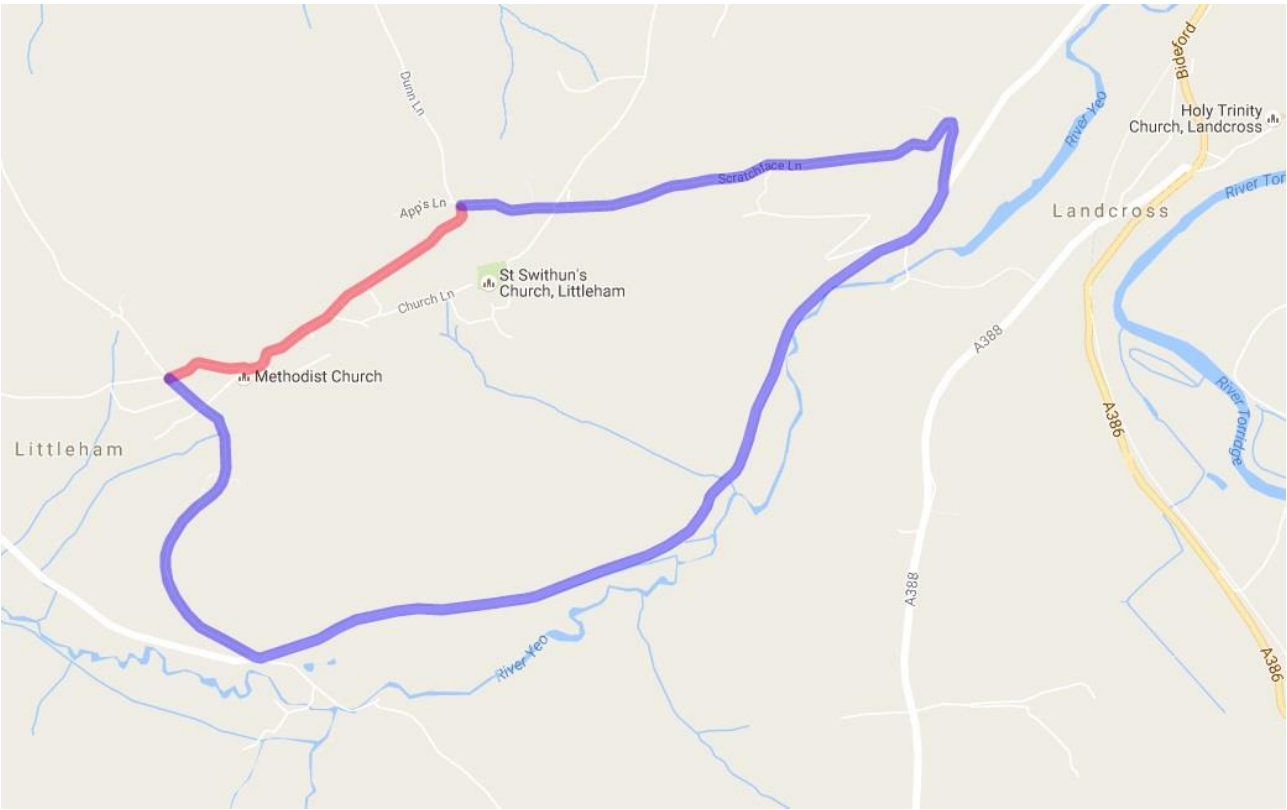 Dunn Ln
Bideford
River Yeo
Holy Trinity
Church, Landcross
Scratchface Ln
River Tor
App's Ln
Landcross
St Swithun's
Church, Littleham
Church Ln
A388
Methodist Church
A386
River Torridge
Littleham
A388
River Yeo
A386